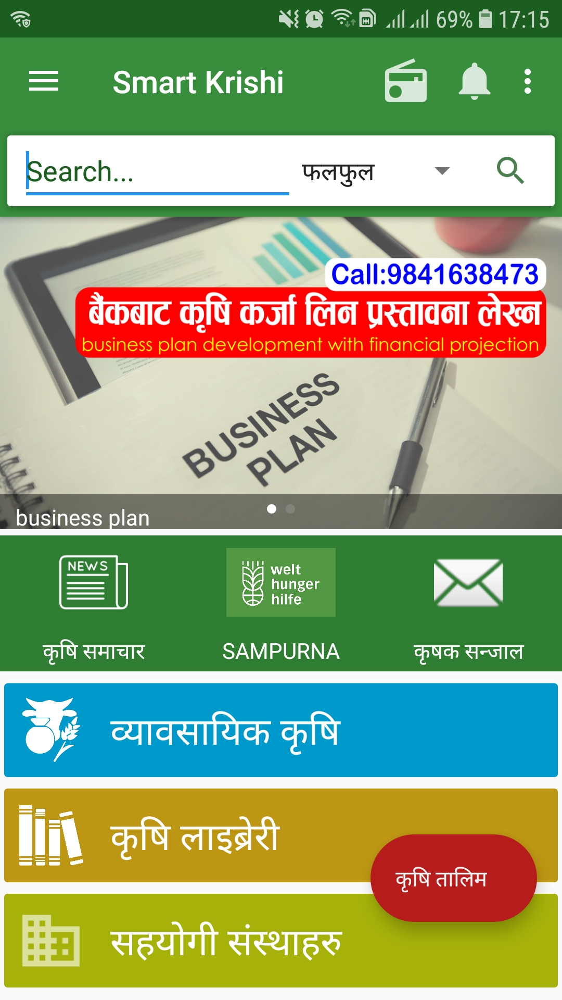 69% 17:15
Smart Krishi
Search...
फलफुल
Call:9841638473
बैंकबाट कृषि कर्जा लिन प्रस्तावना लेख्न
business plan development with financial projection
BUSINESS
PLAN
business plan
NEWS
welt
hunger
hilfe
कृषि समाचार
SAMPURNA
कृषक सन्जाल
व्यावसायिक कृषि
कृषि लाइब्रेरी
कृषि तालिम
सहयोगी संस्थाहरु